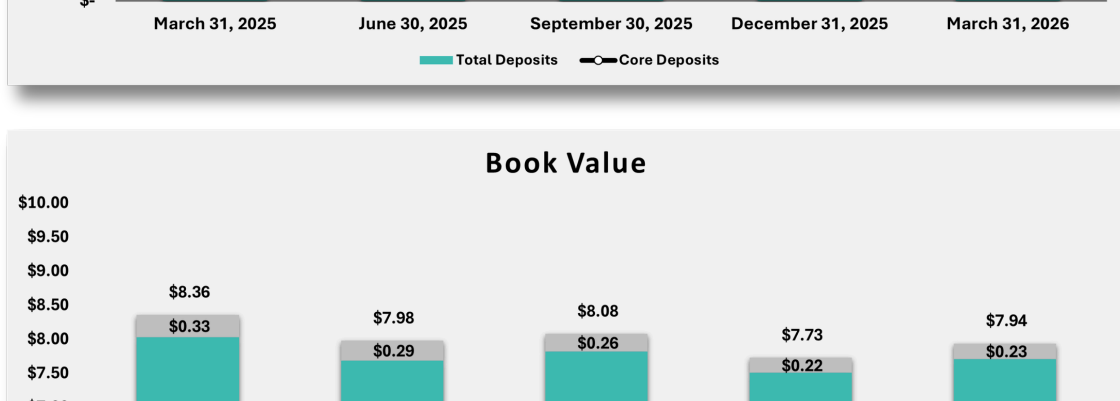 $-
March 31, 2025 June 30, 2025 September 30, 2025 December 31, 2025 March 31, 2026
Total Deposits Core Deposits
Book Value
$10.00
$9.50
$9.00
$8.50
$8.00
$7.50
$8.36 $7.98 $8.08 $7.73 $7.94
$0.33 $0.29 $0.26 $0.22 $0.23